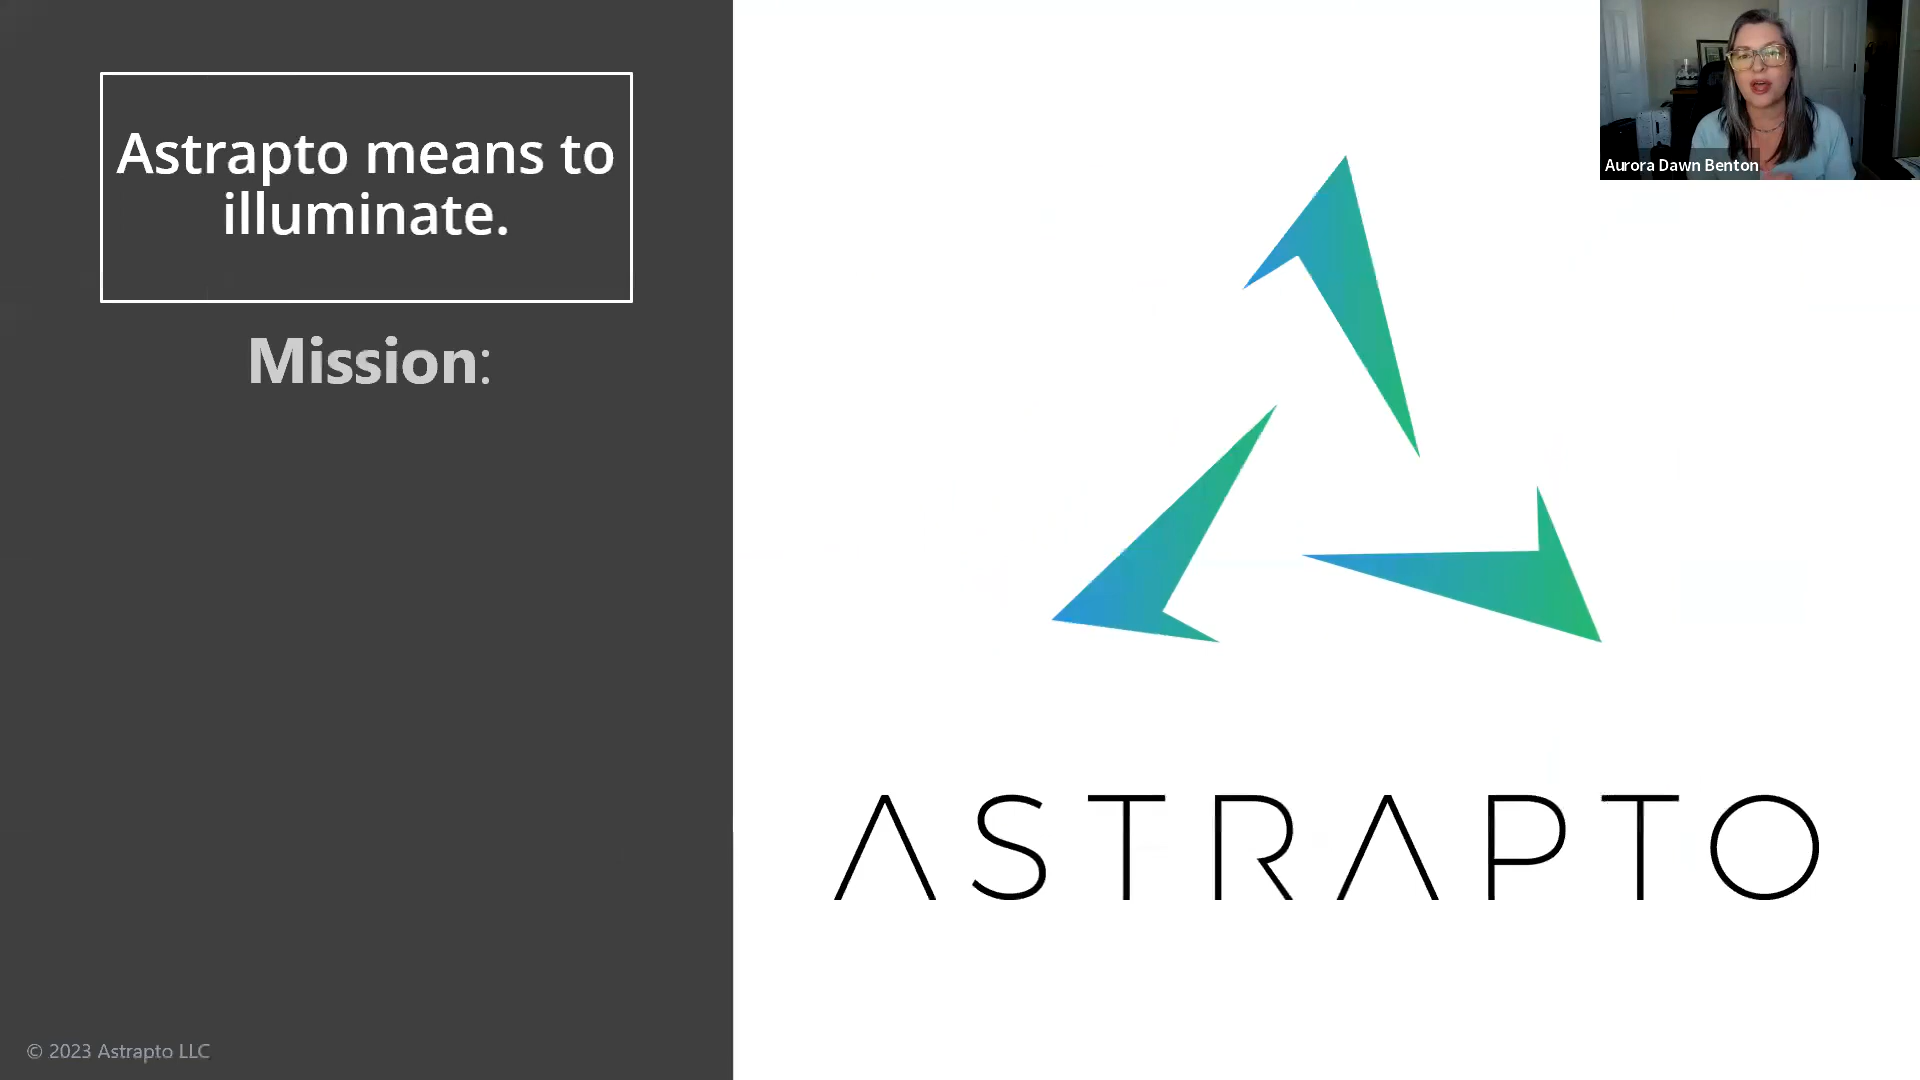 Astrapto means to
illuminate.
Mission:
ASTRAPTO
Aurora Dawn Benton
© 2023 Astrapto LLC